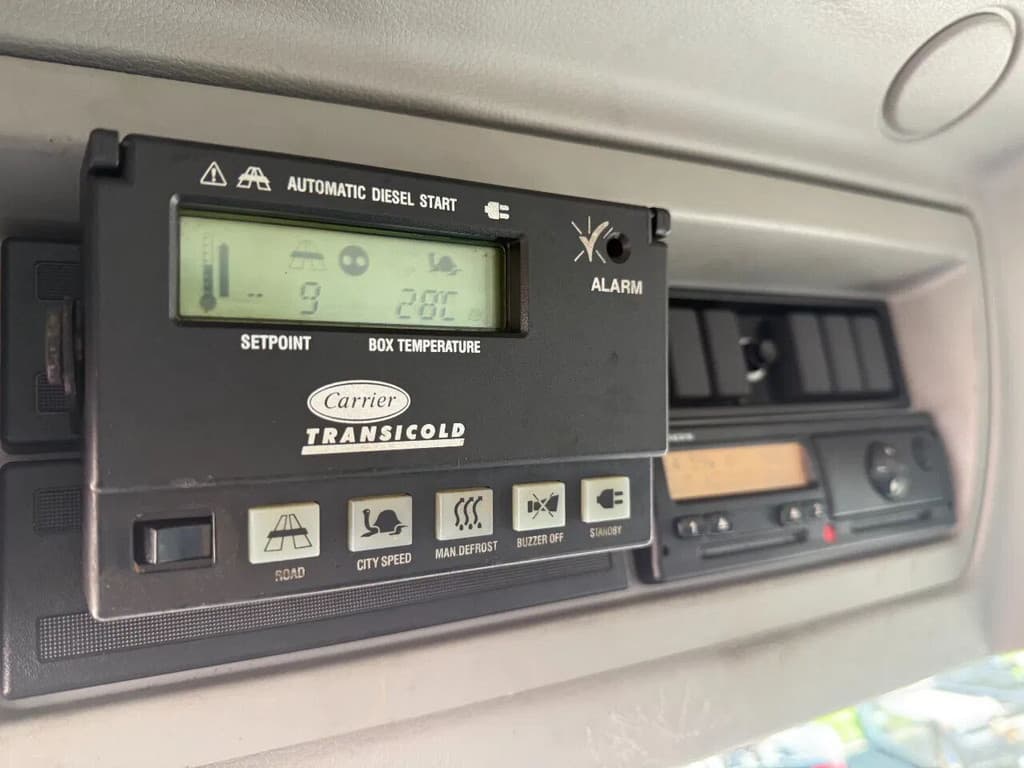 AUTOMATIC DIESEL START
ALARM
-- 9 28C
SETPOINT BOX TEMPERATURE
Carrier
TRANSICOLD
ROAD CITY SPEED MAN. DEFROST BUZZER OFF STANDBY